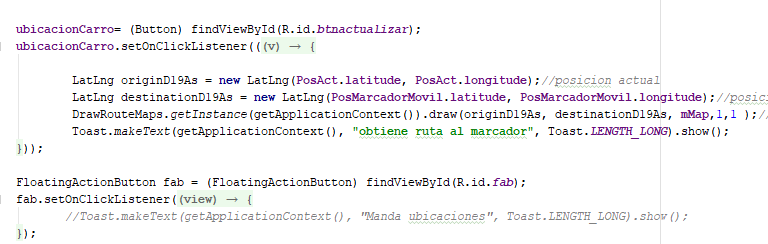 ubicacionCarro= (Button) findViewById(R.id.btnactualizar);
ubicacionCarro.setOnClickListener(((v) → {
LatLng originD19As = new LatLng(PosAct.latitude, PosAct.longitude);//posicion actual
LatLng destinationD19As = new LatLng(PosMarcadorMovil.latitude, PosMarcadorMovil.longitude);//posici
DrawRouteMaps.getInstance(getApplicationContext()).draw(originD19As, destinationD19As, mMap,1,1 );//
Toast.makeText(getApplicationContext(), "obtiene ruta al marcador", Toast.LENGTH_LONG).show();
}));
FloatingActionButton fab = (FloatingActionButton) findViewById(R.id.fab);
fab.setOnClickListener((view) → {
//Toast.makeText(getApplicationContext(), "Manda ubicaciones", Toast.LENGTH_LONG).show();
});